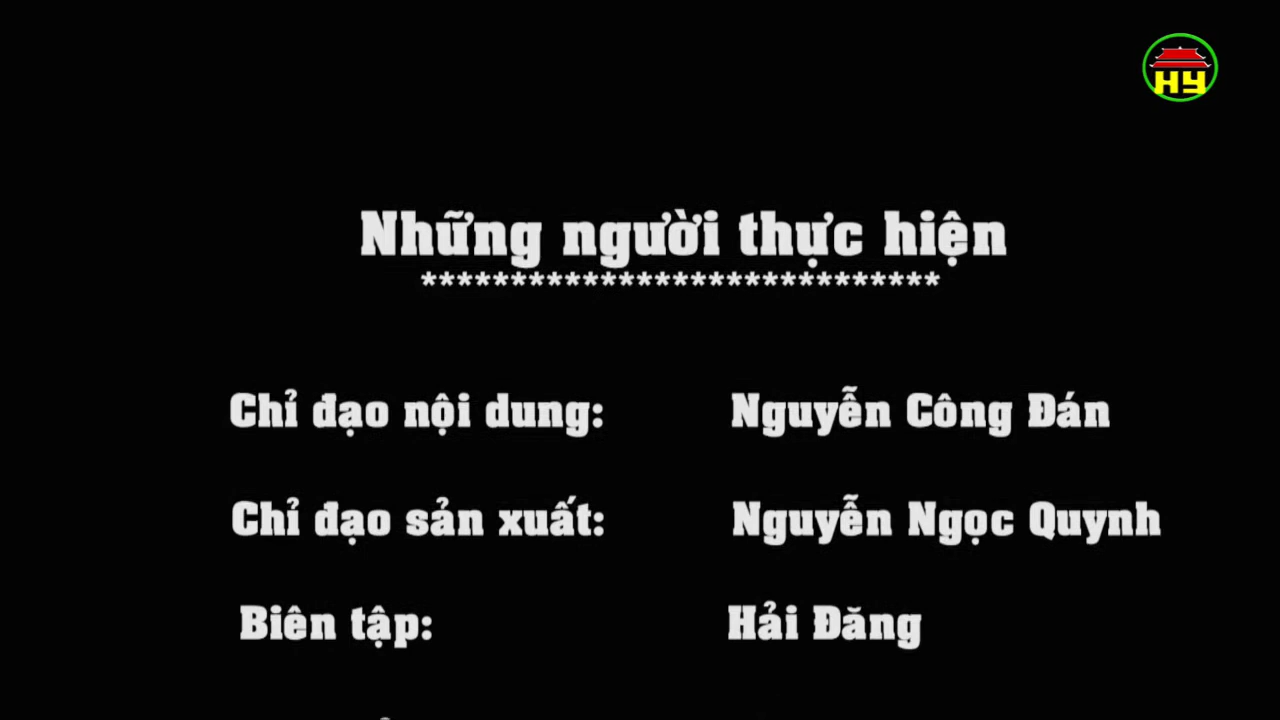 HY
Những người thực hiện
*****************************
Chỉ đạo nội dung: Nguyễn Công Đán
Chỉ đạo sản xuất: Nguyễn Ngọc Quynh
Biên tập: Hải Đăng